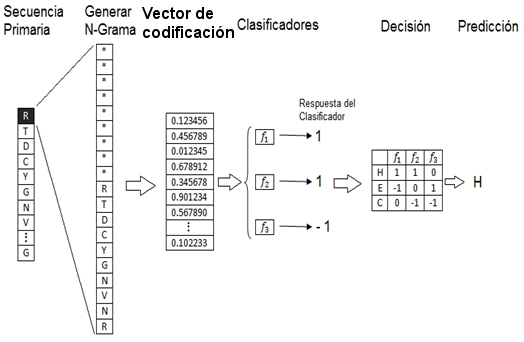 Secuencia
Primaria
Generar
N-Grama
Vector de
codificación
Clasificadores
Decisión
Predicción
R
T
D
C
Y
G
N
V
⋮
G
*
*
*
*
*
*
*
*
*
R
T
D
C
Y
G
N
V
N
R
0.123456
0.456789
0.012345
0.678912
0.345678
0.901234
0.567890
⋮
0.102233
Respuesta del
Clasificador
f₁ 1
f₂ 1
f₃ - 1
f₁ f₂ f₃
H 1 1 0
E -1 0 1
C 0 -1 -1
H